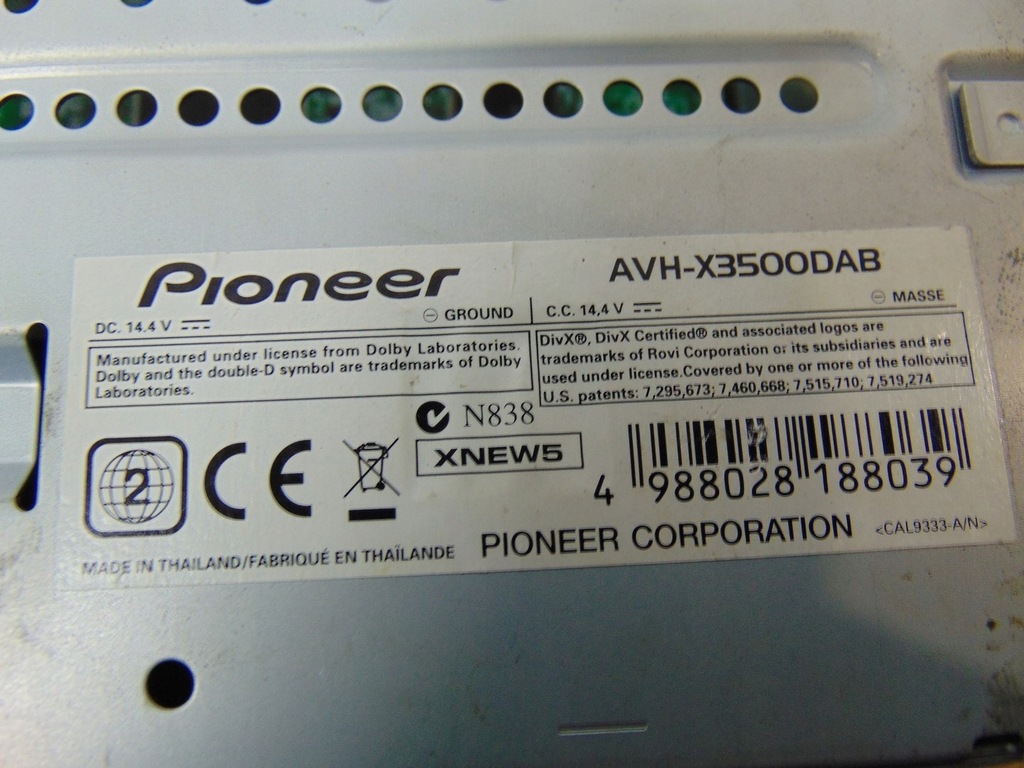 Pioneer
AVH-X3500DAB
DC. 14.4 V ⎓
⊖ GROUND
C.C. 14,4 V ⎓
⊖ MASSE
Manufactured under license from Dolby Laboratories.
Dolby and the double-D symbol are trademarks of Dolby
Laboratories.
DivX®, DivX Certified® and associated logos are
trademarks of Rovi Corporation or its subsidiaries and are
used under license.Covered by one or more of the following
U.S. patents: 7,295,673; 7,460,668; 7,515,710; 7,519,274
N838
XNEW5
2
CE
4 988028 188039
PIONEER CORPORATION
<CAL9333-A/N>
MADE IN THAILAND/FABRIQUÉ EN THAÏLANDE